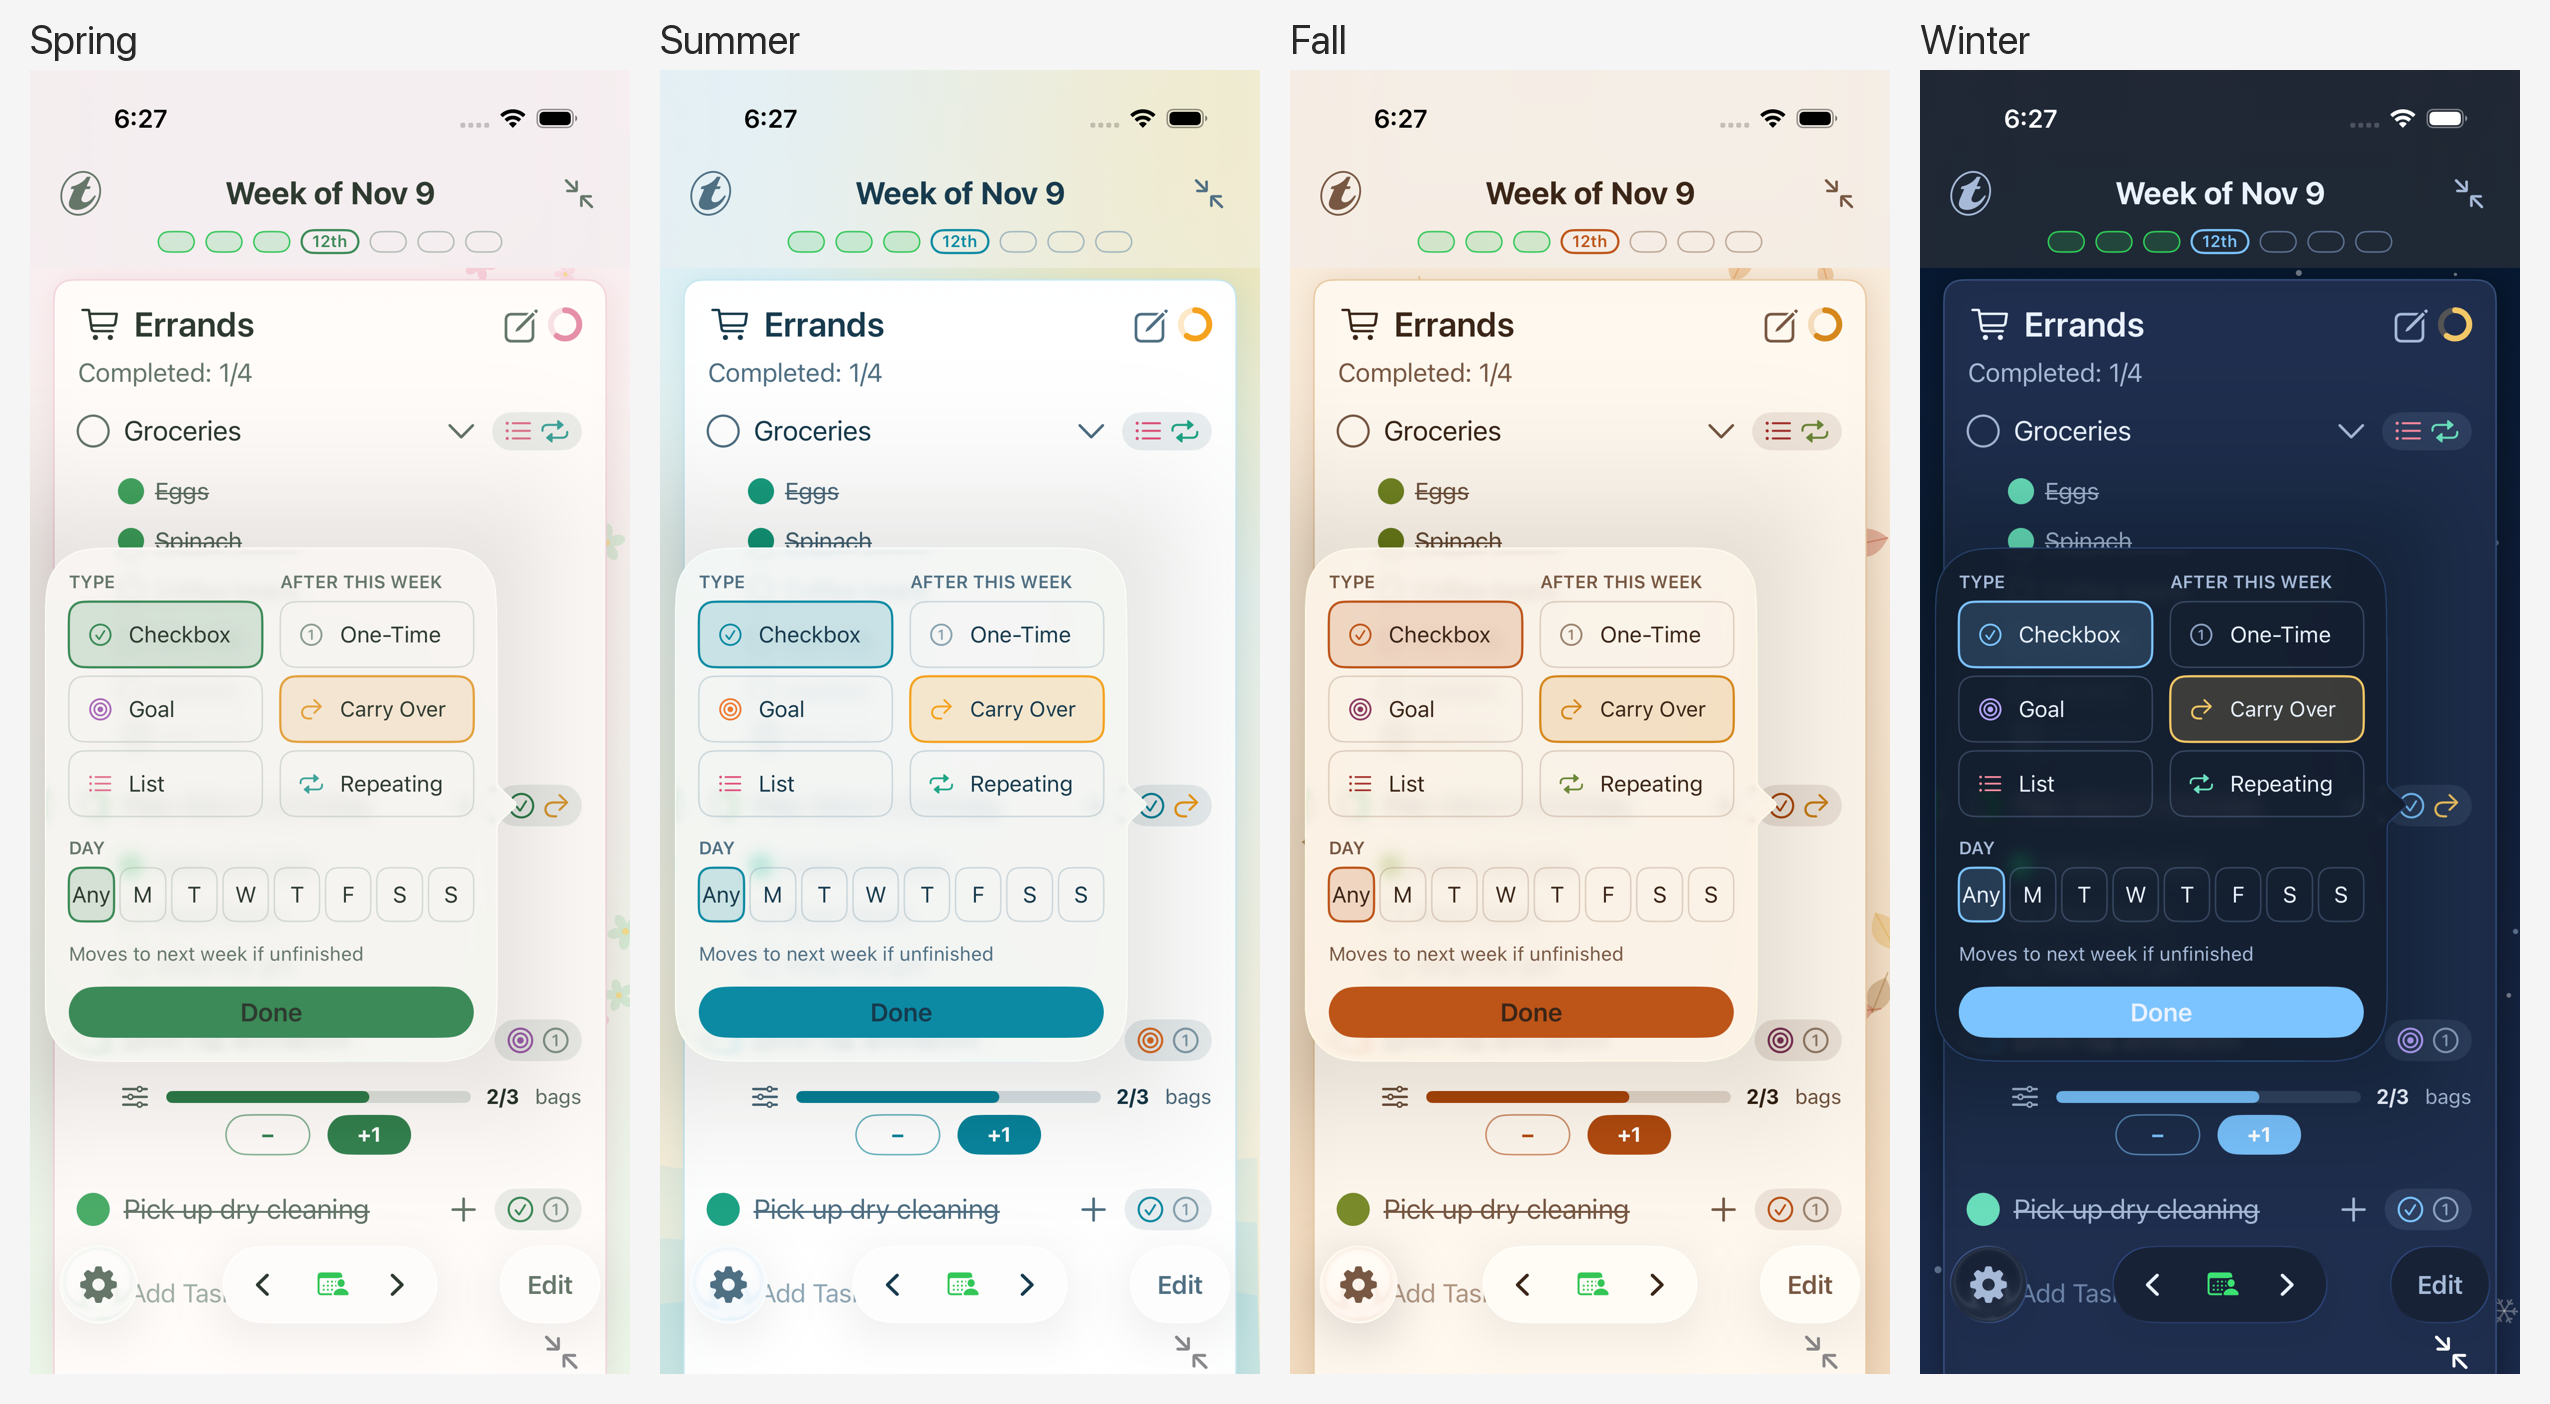 Spring
6:27
Week of Nov 9
12th
Errands
Completed: 1/4
Groceries
Eggs
Spinach
TYPE AFTER THIS WEEK
Checkbox One-Time
Goal Carry Over
List Repeating
DAY
Any M T W T F S S
Moves to next week if unfinished
Done
2/3 bags
− +1
Pick up dry cleaning
Add Edit
Summer
6:27
Week of Nov 9
12th
Errands
Completed: 1/4
Groceries
Eggs
Spinach
TYPE AFTER THIS WEEK
Checkbox One-Time
Goal Carry Over
List Repeating
DAY
Any M T W T F S S
Moves to next week if unfinished
Done
2/3 bags
− +1
Pick up dry cleaning
Add Edit
Fall
6:27
Week of Nov 9
12th
Errands
Completed: 1/4
Groceries
Eggs
Spinach
TYPE AFTER THIS WEEK
Checkbox One-Time
Goal Carry Over
List Repeating
DAY
Any M T W T F S S
Moves to next week if unfinished
Done
2/3 bags
− +1
Pick up dry cleaning
Add Edit
Winter
6:27
Week of Nov 9
12th
Errands
Completed: 1/4
Groceries
Eggs
Spinach
TYPE AFTER THIS WEEK
Checkbox One-Time
Goal Carry Over
List Repeating
DAY
Any M T W T F S S
Moves to next week if unfinished
Done
2/3 bags
− +1
Pick up dry cleaning
Add Edit